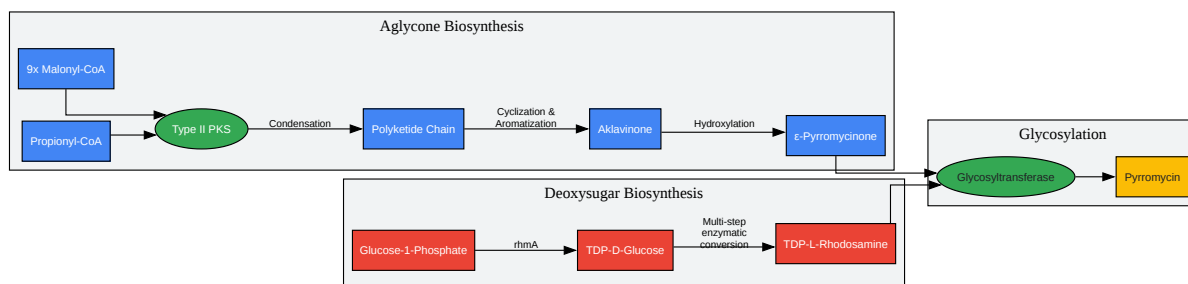 Aglycone Biosynthesis
9x Malonyl-CoA
Propionyl-CoA
Type II PKS
Condensation
Polyketide Chain
Cyclization &
Aromatization
Aklavinone
Hydroxylation
ε-Pyrromycinone
Glycosylation
Glycosyltransferase
Pyrromycin
Deoxysugar Biosynthesis
Glucose-1-Phosphate
rhmA
TDP-D-Glucose
Multi-step
enzymatic
conversion
TDP-L-Rhodosamine